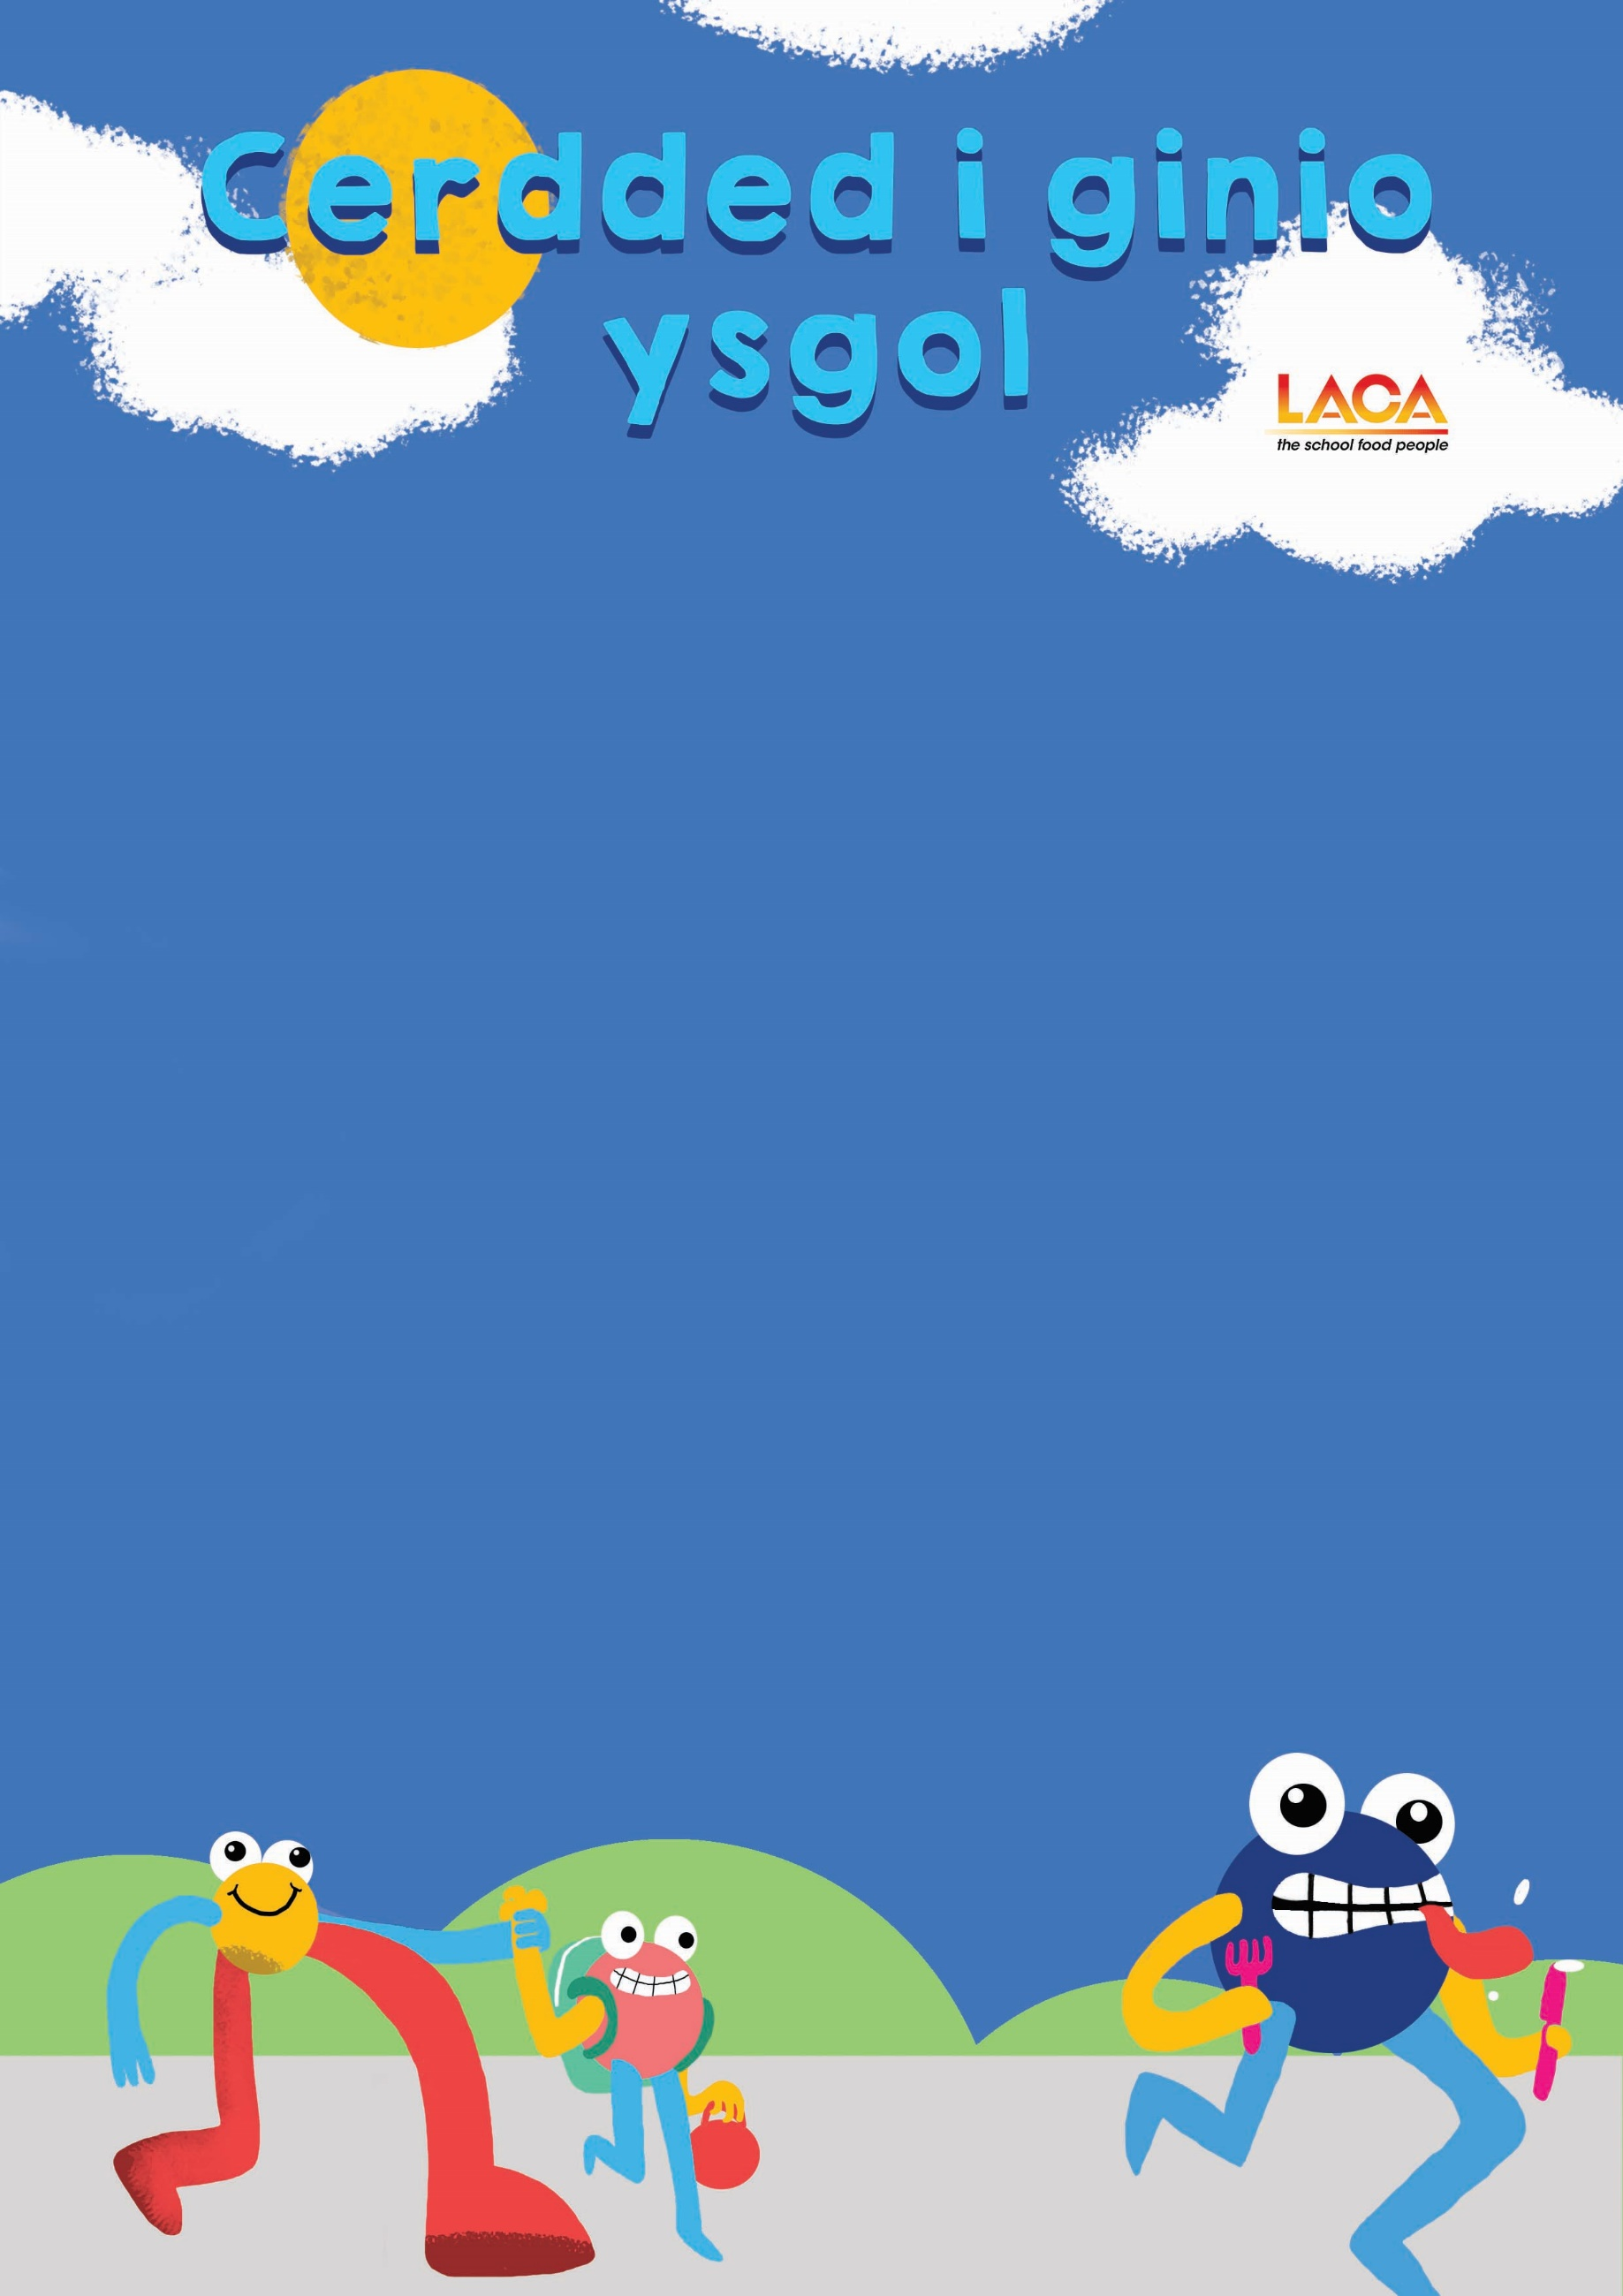 Cerdded i ginio
ysgol
LACA
the school food people